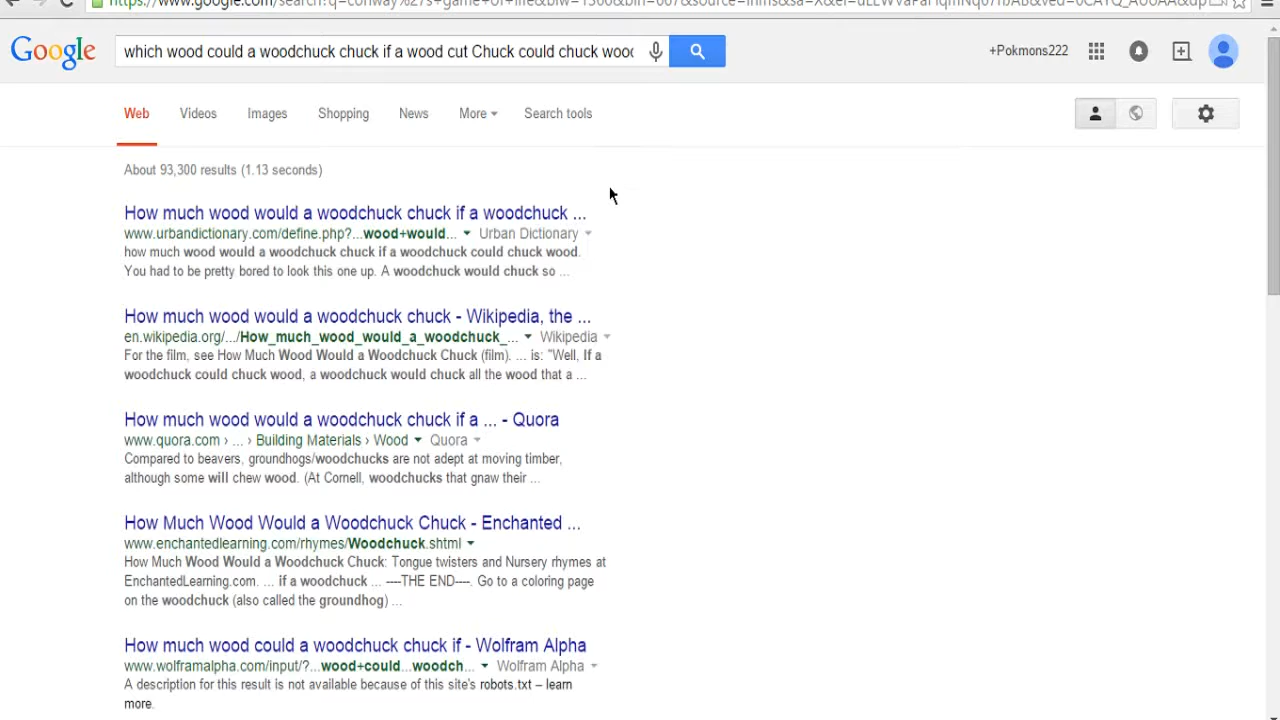 Google which wood could a woodchuck chuck if a wood cut Chuck could chuck wood +Pokmons222
Web Videos Images Shopping News More Search tools
About 93,300 results (1.13 seconds)
How much wood would a woodchuck chuck if a woodchuck ...
www.urbandictionary.com/define.php?...wood+would... Urban Dictionary
how much wood would a woodchuck chuck if a woodchuck could chuck wood.
You had to be pretty bored to look this one up. A woodchuck would chuck so ...
How much wood would a woodchuck chuck - Wikipedia, the ...
en.wikipedia.org/.../How_much_wood_would_a_woodchuck_... Wikipedia
For the film, see How Much Wood Would a Woodchuck Chuck (film). ... is: "Well, If a
woodchuck could chuck wood, a woodchuck would chuck all the wood that a ...
How much wood would a woodchuck chuck if a ... - Quora
www.quora.com › ... › Building Materials › Wood Quora
Compared to beavers, groundhogs/woodchucks are not adept at moving timber,
although some will chew wood. (At Cornell, woodchucks that gnaw their ...
How Much Wood Would a Woodchuck Chuck - Enchanted ...
www.enchantedlearning.com/rhymes/Woodchuck.shtml
How Much Wood Would a Woodchuck Chuck: Tongue twisters and Nursery rhymes at
EnchantedLearning.com. ... if a woodchuck ... ----THE END----. Go to a coloring page
on the woodchuck (also called the groundhog) ...
How much wood could a woodchuck chuck if - Wolfram Alpha
www.wolframalpha.com/input/?...wood+could...woodch... Wolfram Alpha
A description for this result is not available because of this site's robots.txt – learn
more.